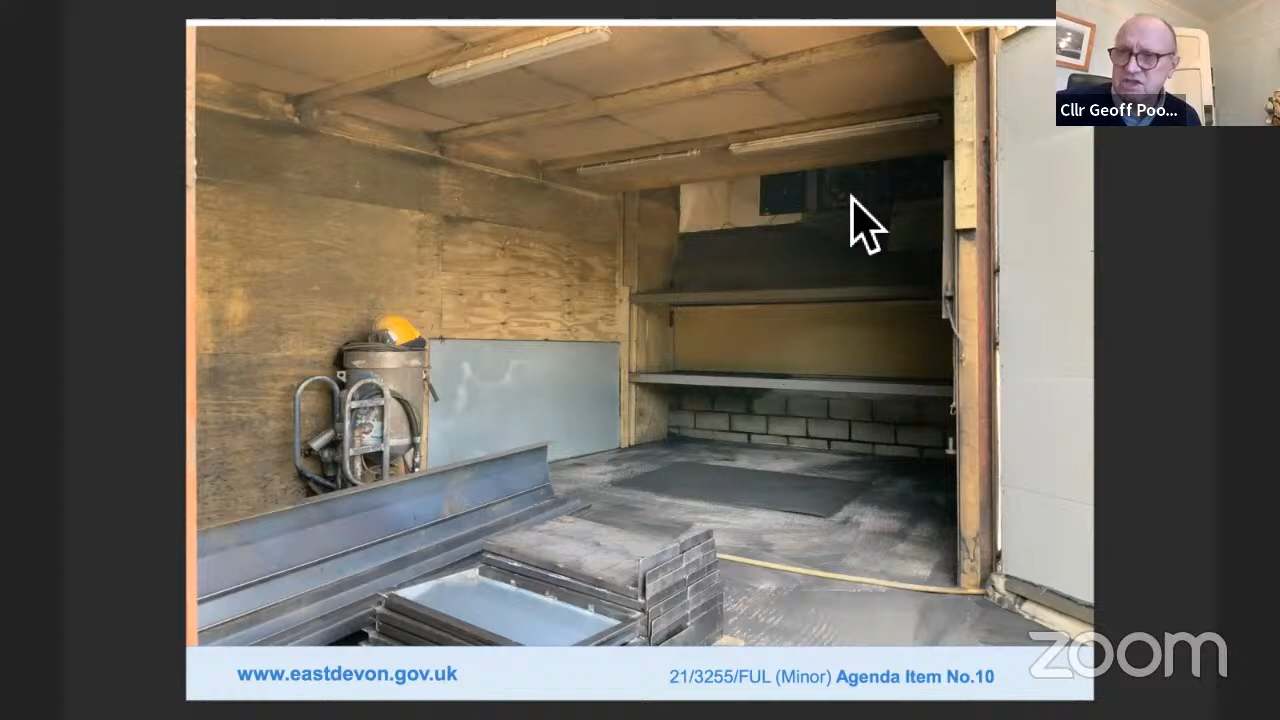 Cllr Geoff Poo...
www.eastdevon.gov.uk
21/3255/FUL (Minor) Agenda Item No.10
zoom